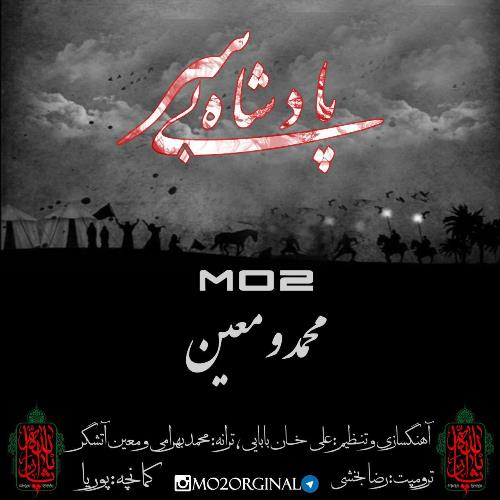 پادشاه بی سر
MO2
محمد و معین
آهنگسازی و تنظیم: علی خان بابایی، ترانه: محمد بهرامی و معین آتشگر
ترومپت: رضا بخشی MO2ORGINAL کمانچه: پوریا